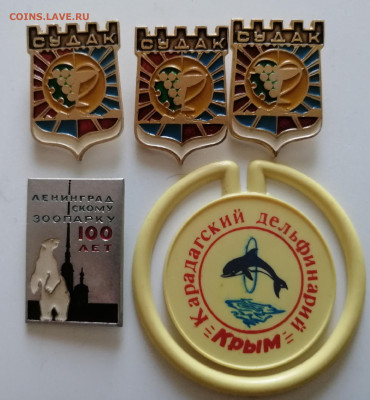 COINS.LAVE.RU
СУДАК
СУДАК
СУДАК
ЛЕНИНГРАД
СКОМУ
ЗООПАРКУ
100
ЛЕТ
Карадагский дельфинарий
Крым